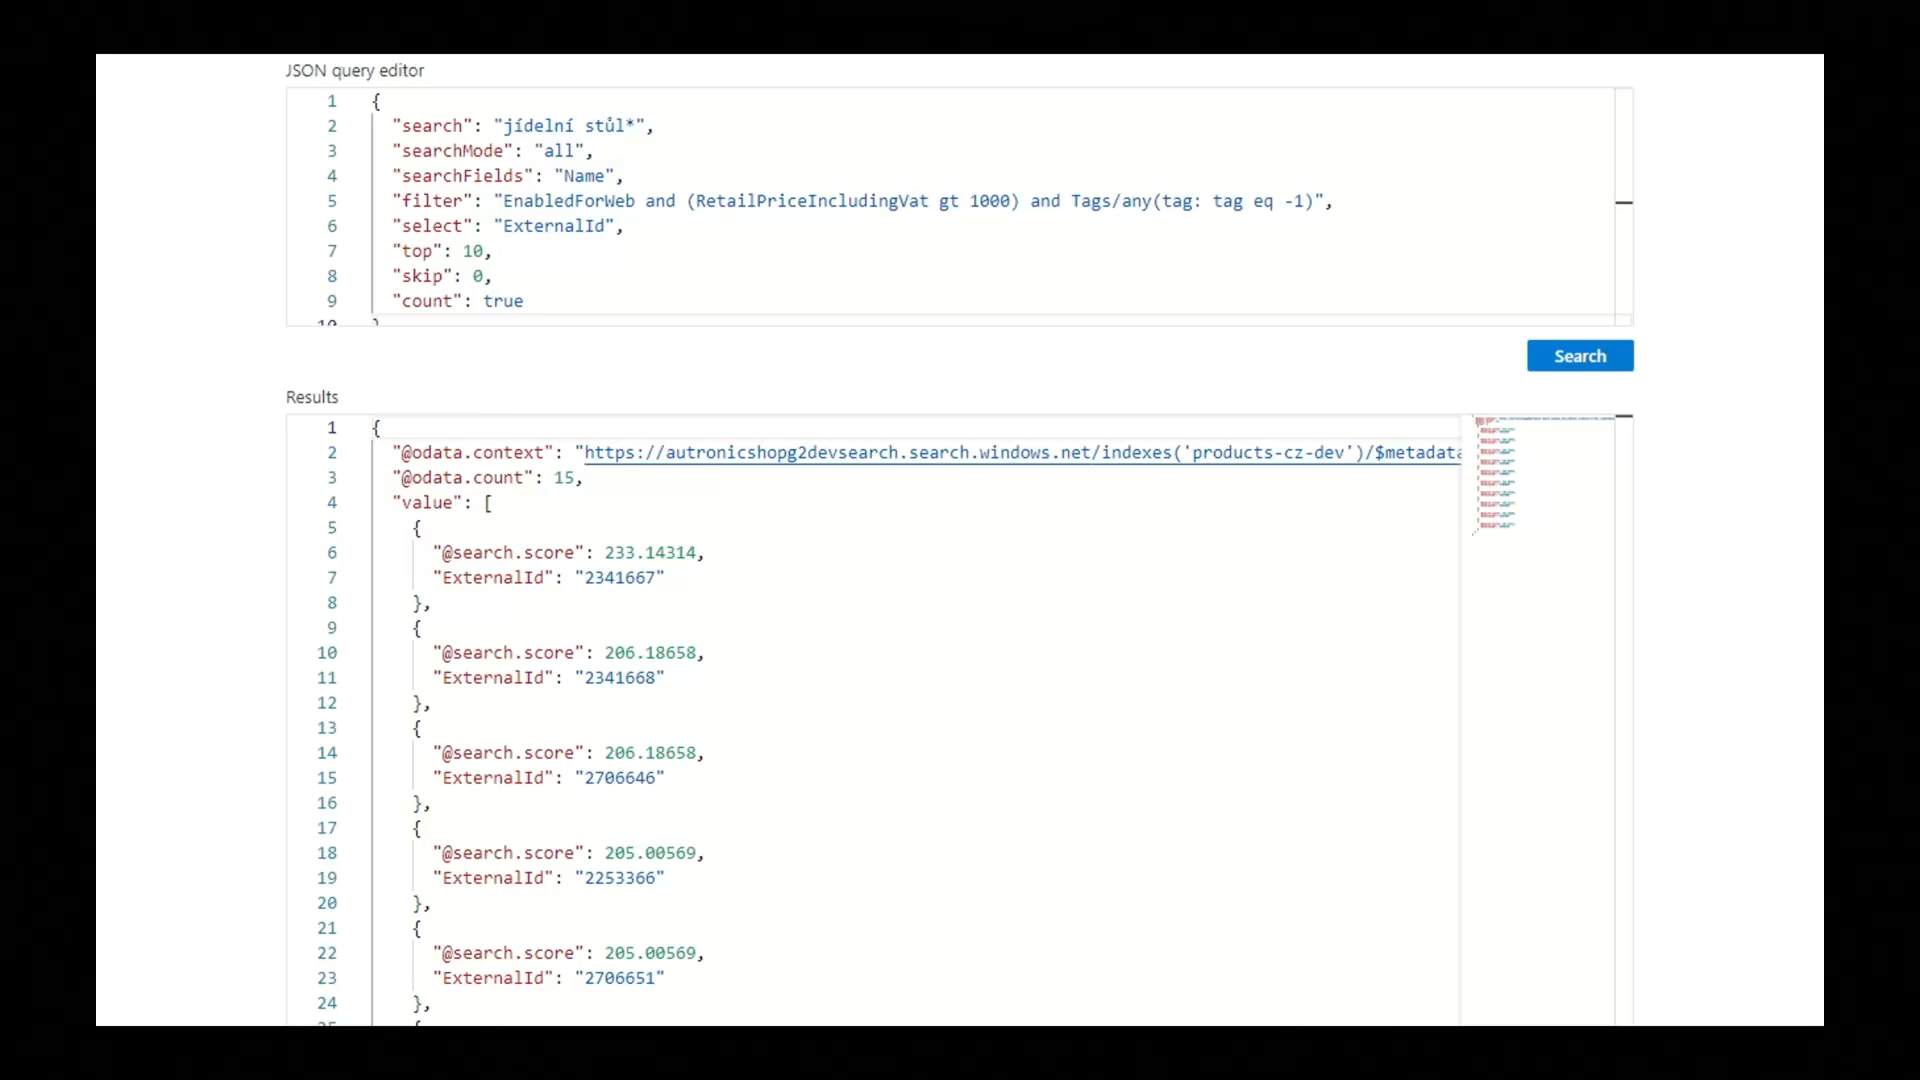 JSON query editor
1 {
2 "search": "jídelní stůl*",
3 "searchMode": "all",
4 "searchFields": "Name",
5 "filter": "EnabledForWeb and (RetailPriceIncludingVat gt 1000) and Tags/any(tag: tag eq -1)",
6 "select": "ExternalId",
7 "top": 10,
8 "skip": 0,
9 "count": true
10 }
Search
Results
1 {
2 "@odata.context": "https://autronicshopg2devsearch.search.windows.net/indexes('products-cz-dev')/$metadata
3 "@odata.count": 15,
4 "value": [
5 {
6 "@search.score": 233.14314,
7 "ExternalId": "2341667"
8 },
9 {
10 "@search.score": 206.18658,
11 "ExternalId": "2341668"
12 },
13 {
14 "@search.score": 206.18658,
15 "ExternalId": "2706646"
16 },
17 {
18 "@search.score": 205.00569,
19 "ExternalId": "2253366"
20 },
21 {
22 "@search.score": 205.00569,
23 "ExternalId": "2706651"
24 },
25 {